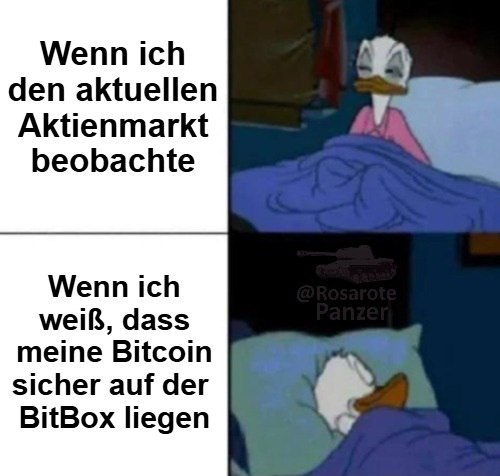 Wenn ich
den aktuellen
Aktienmarkt
beobachte
@Rosarote
Panzer
Wenn ich
weiß, dass
meine Bitcoin
sicher auf der
BitBox liegen